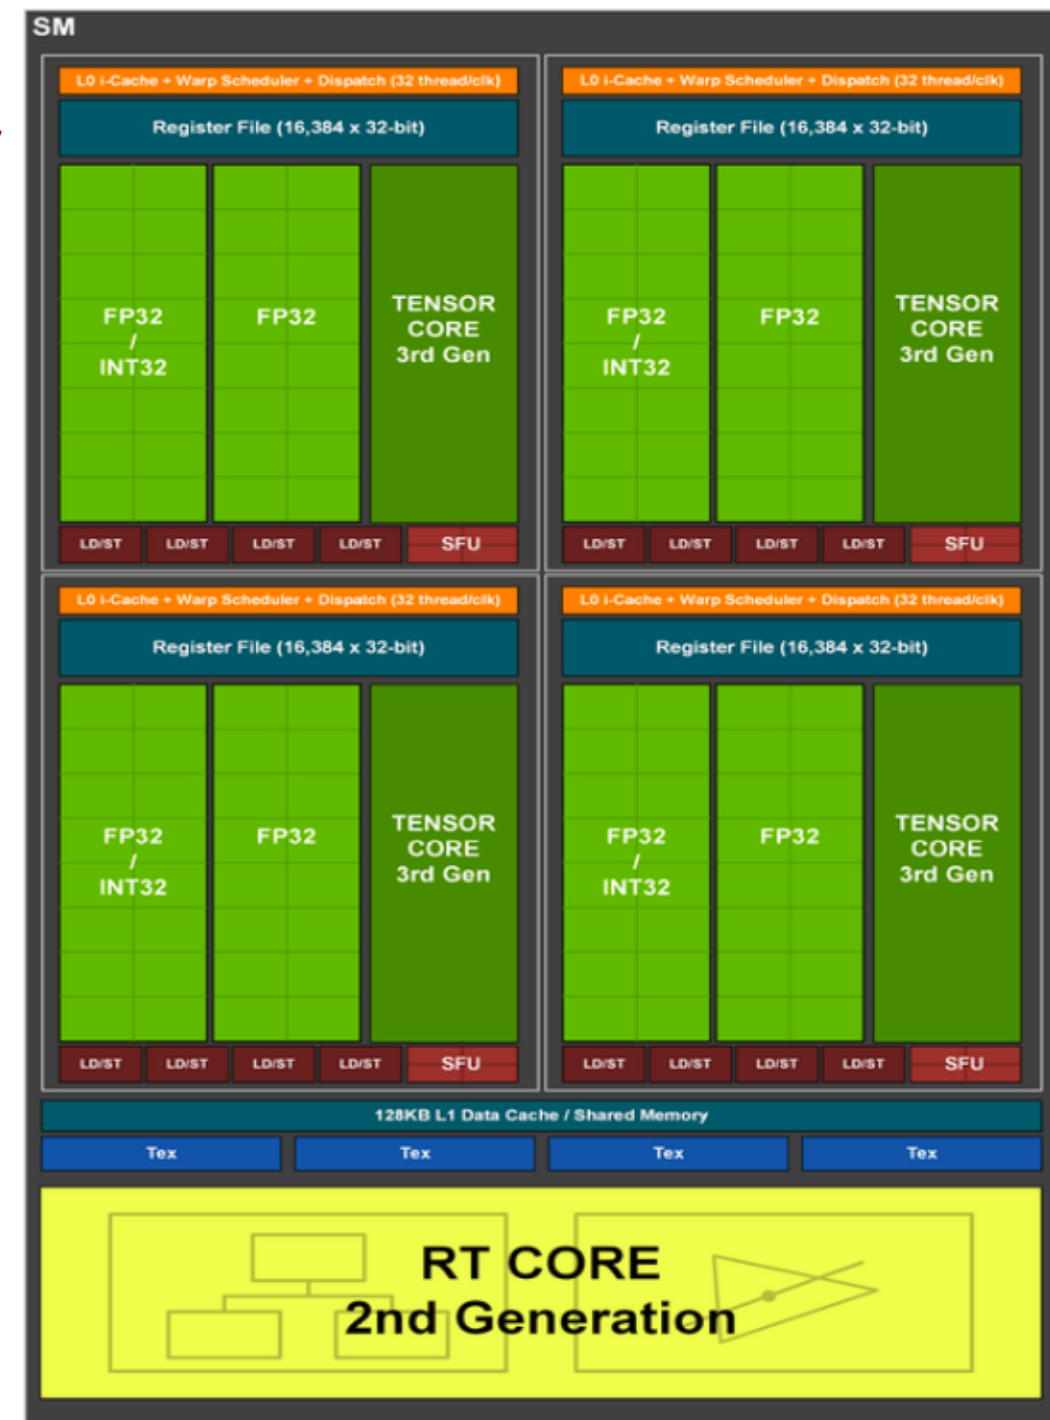 SM
L0 i-Cache + Warp Scheduler + Dispatch (32 thread/clk)
Register File (16,384 x 32-bit)
FP32
/
INT32
FP32
TENSOR
CORE
3rd Gen
LD/ST LD/ST LD/ST LD/ST SFU
L0 i-Cache + Warp Scheduler + Dispatch (32 thread/clk)
Register File (16,384 x 32-bit)
FP32
/
INT32
FP32
TENSOR
CORE
3rd Gen
LD/ST LD/ST LD/ST LD/ST SFU
L0 i-Cache + Warp Scheduler + Dispatch (32 thread/clk)
Register File (16,384 x 32-bit)
FP32
/
INT32
FP32
TENSOR
CORE
3rd Gen
LD/ST LD/ST LD/ST LD/ST SFU
L0 i-Cache + Warp Scheduler + Dispatch (32 thread/clk)
Register File (16,384 x 32-bit)
FP32
/
INT32
FP32
TENSOR
CORE
3rd Gen
LD/ST LD/ST LD/ST LD/ST SFU
128KB L1 Data Cache / Shared Memory
Tex Tex Tex Tex
RT CORE
2nd Generation